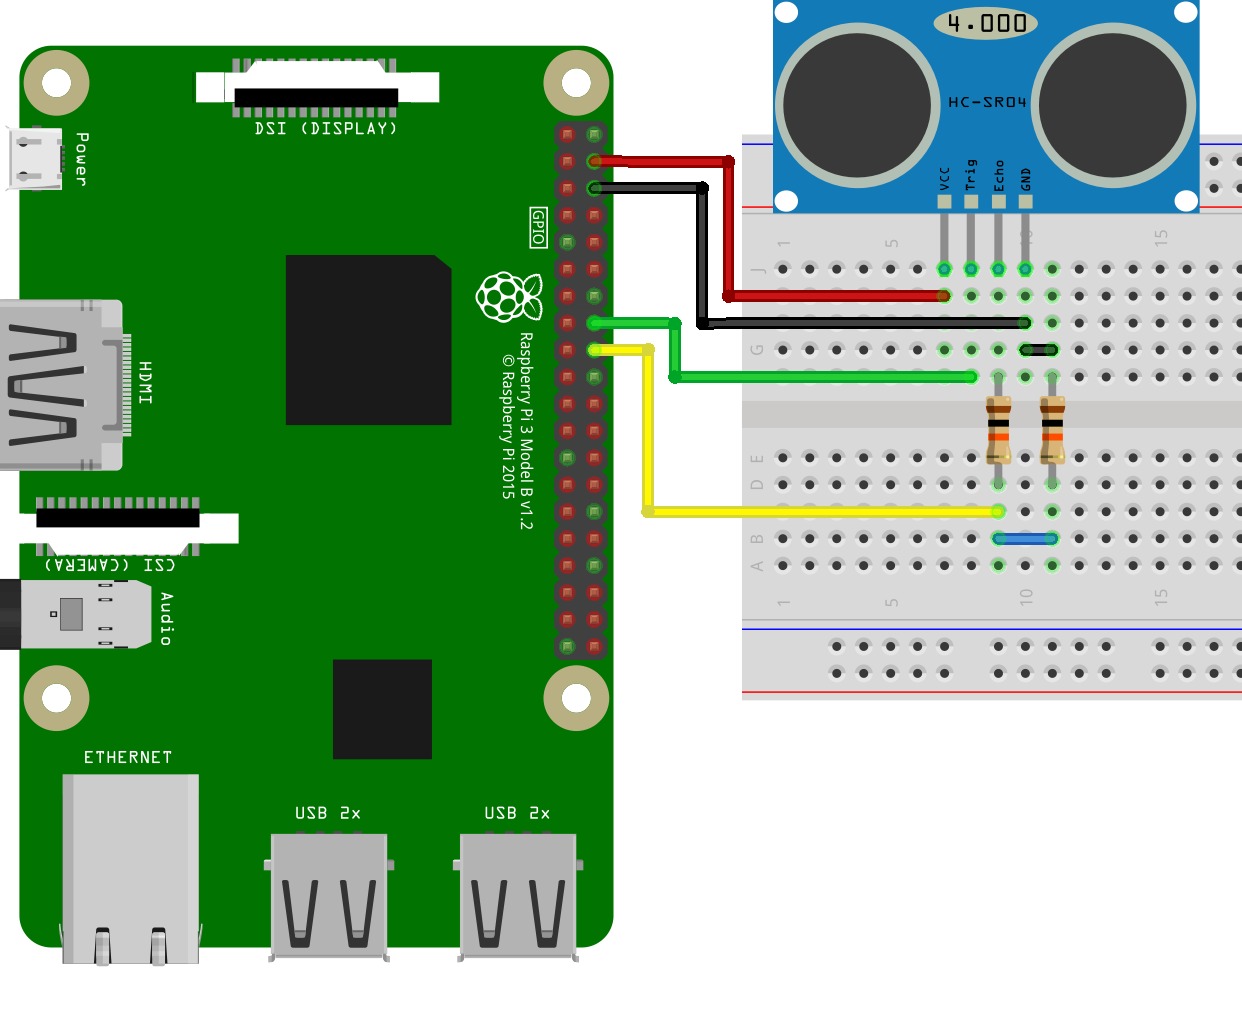 4.000
HC-SR04
VCC
Trig
Echo
GND
DSI (DISPLAY)
Power
GPIO
HDMI
Raspberry Pi 3 Model B v1.2
© Raspberry Pi 2015
CSI (CAMERA)
Audio
ETHERNET
USB 2x
USB 2x
1
5
10
15
J
G
E
D
B
A
1
5
10
15